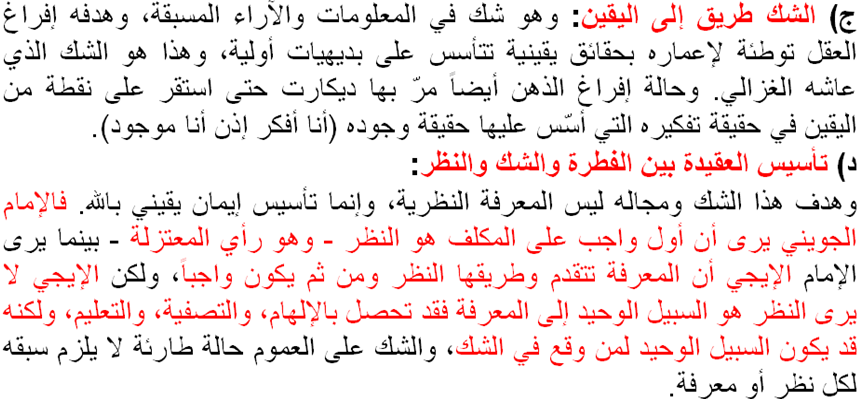 ج) الشك طريق إلى اليقين: وهو شك في المعلومات والآراء المسبقة، وهدفه إفراغ
العقل توطئة لإعماره بحقائق يقينية تتأسس على بديهيات أولية، وهذا هو الشك الذي
عاشه الغزالي. وحالة إفراغ الذهن أيضاً مرّ بها ديكارت حتى استقر على نقطة من
اليقين في حقيقة تفكيره التي أسّس عليها حقيقة وجوده (أنا أفكر إذن أنا موجود).
د) تأسيس العقيدة بين الفطرة والشك والنظر:
وهدف هذا الشك ومجاله ليس المعرفة النظرية، وإنما تأسيس إيمان يقيني بالله. فالإمام
الجويني يرى أن أول واجب على المكلف هو النظر - وهو رأي المعتزلة - بينما يرى
الإمام الإيجي أن المعرفة تتقدم وطريقها النظر ومن ثم يكون واجباً، ولكن الإيجي لا
يرى النظر هو السبيل الوحيد إلى المعرفة فقد تحصل بالإلهام، والتصفية، والتعليم، ولكنه
قد يكون السبيل الوحيد لمن وقع في الشك، والشك على العموم حالة طارئة لا يلزم سبقه
لكل نظر أو معرفة.